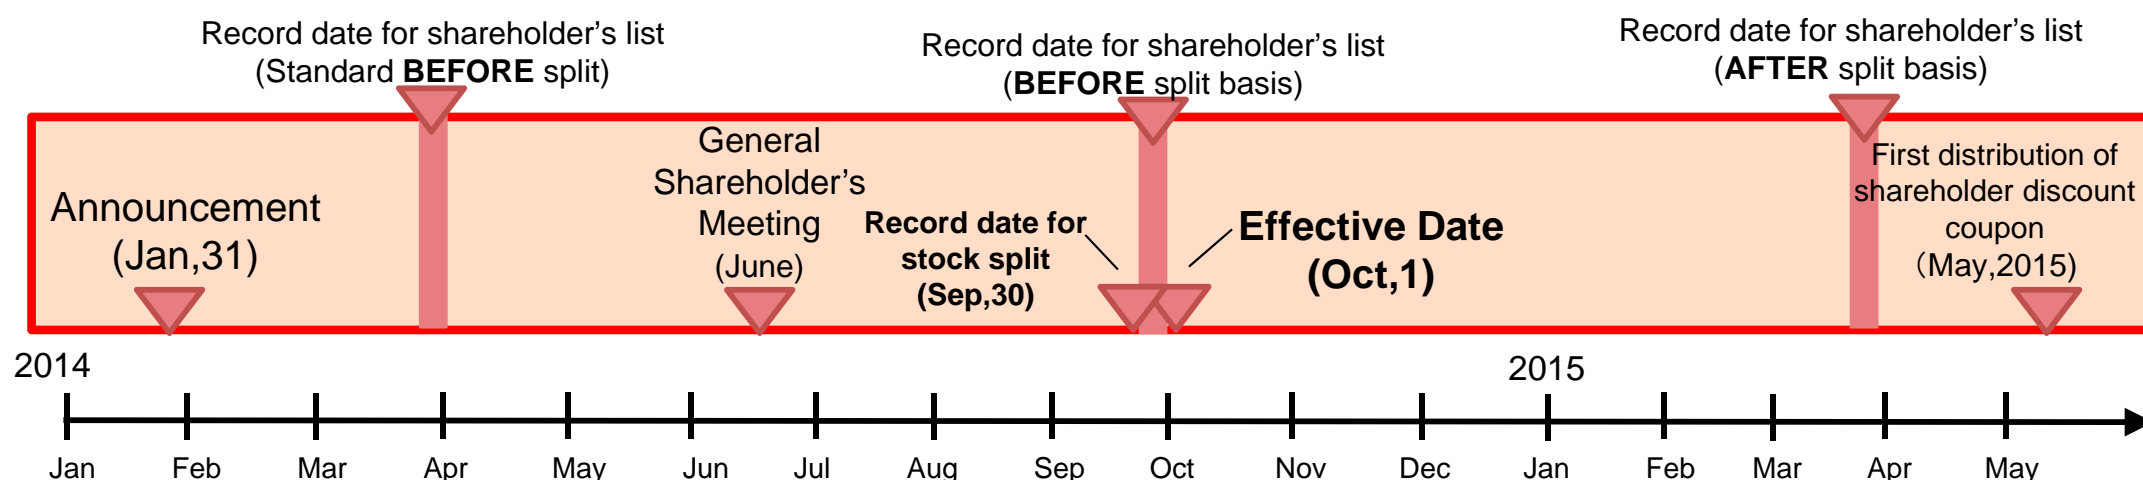 Record date for shareholder’s list
(Standard BEFORE split)
Record date for shareholder’s list
(BEFORE split basis)
Record date for shareholder’s list
(AFTER split basis)
Announcement
(Jan,31)
General
Shareholder’s
Meeting
(June)
Record date for
stock split
(Sep,30)
Effective Date
(Oct,1)
First distribution of
shareholder discount
coupon
（May,2015)
2014
2015
Jan Feb Mar Apr May Jun Jul Aug Sep Oct Nov Dec Jan Feb Mar Apr May